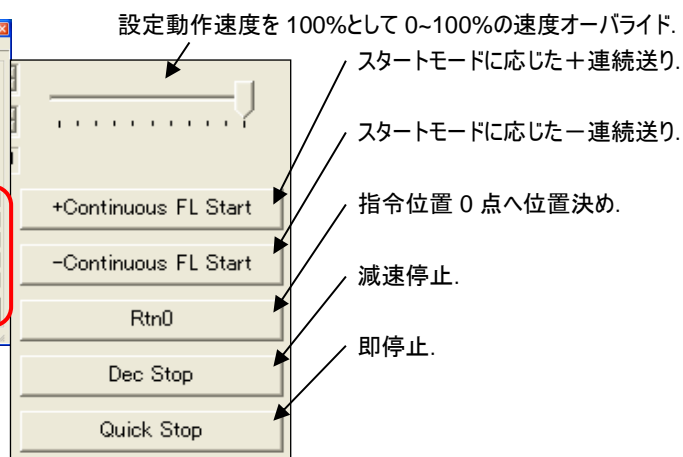 設定動作速度を 100%として 0~100%の速度オーバライド.
スタートモードに応じた＋連続送り.
スタートモードに応じた－連続送り.
+Continuous FL Start
指令位置 0 点へ位置決め.
-Continuous FL Start
減速停止.
Rtn0
即停止.
Dec Stop
Quick Stop